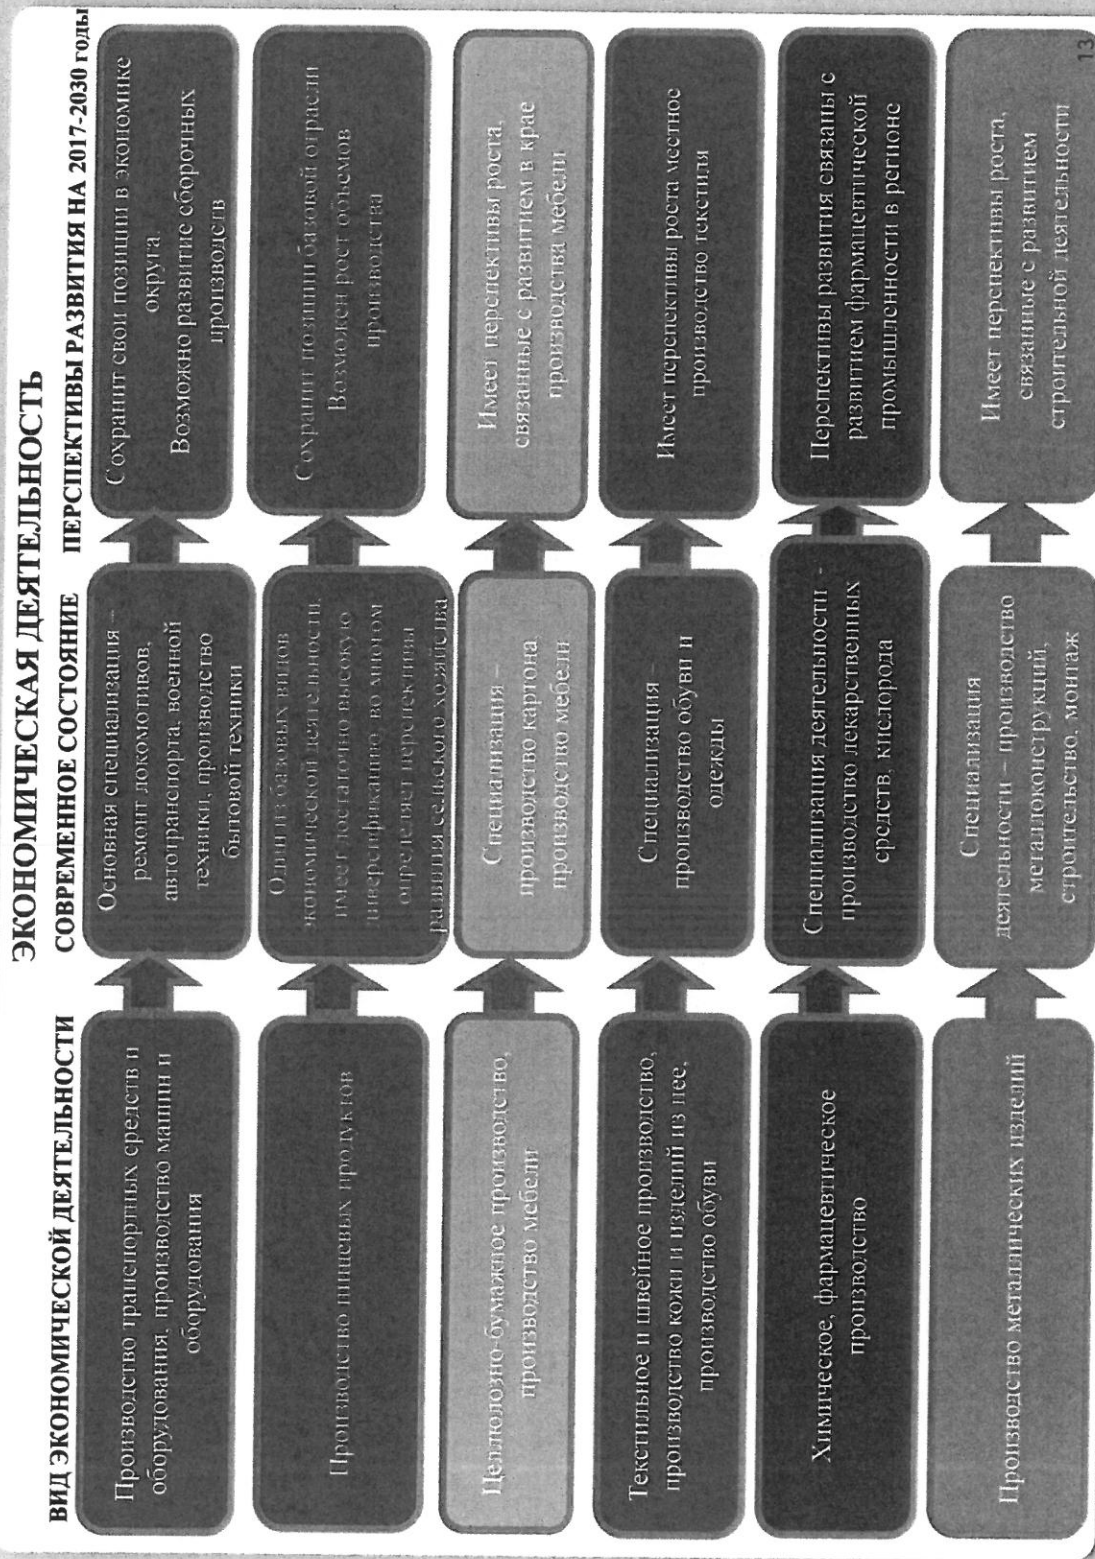 ЭКОНОМИЧЕСКАЯ ДЕЯТЕЛЬНОСТЬ
ВИД ЭКОНОМИЧЕСКОЙ ДЕЯТЕЛЬНОСТИ
СОВРЕМЕННОЕ СОСТОЯНИЕ
ПЕРСПЕКТИВЫ РАЗВИТИЯ НА 2017-2030 годы
Производство транспортных средств и
оборудования, производство машин и
оборудования
Основная специализация –
ремонт локомотивов,
автотранспорта, военной
техники, производство
бытовой техники
Сохранит свои позиции в экономике
округа
Возможно развитие сборочных
производств
Производство пищевых продуктов
Один из базовых видов
экономической деятельности,
имеет достаточно высокую
диверсификацию, во многом
определяет перспективы
развития сельского хозяйства
Сохранит позиции базовой отрасли
Возможен рост объемов
производства
Целлюлозно-бумажное производство,
производство мебели
Специализация –
производство картона,
производство мебели
Имеет перспективы роста,
связанные с развитием в крае
производства мебели
Текстильное и швейное производство,
производство кожи и изделий из нее,
производство обуви
Специализация –
производство обуви и
одежды
Имеет перспективы роста местное
производство текстиля
Химическое, фармацевтическое
производство
Специализация деятельности -
производство лекарственных
средств, кислорода
Перспективы развития связаны с
развитием фармацевтической
промышленности в регионе
Производство металлических изделий
Специализация
деятельности – производство
металлоконструкций,
строительство, монтаж
Имеет перспективы роста,
связанные с развитием
строительной деятельности
13